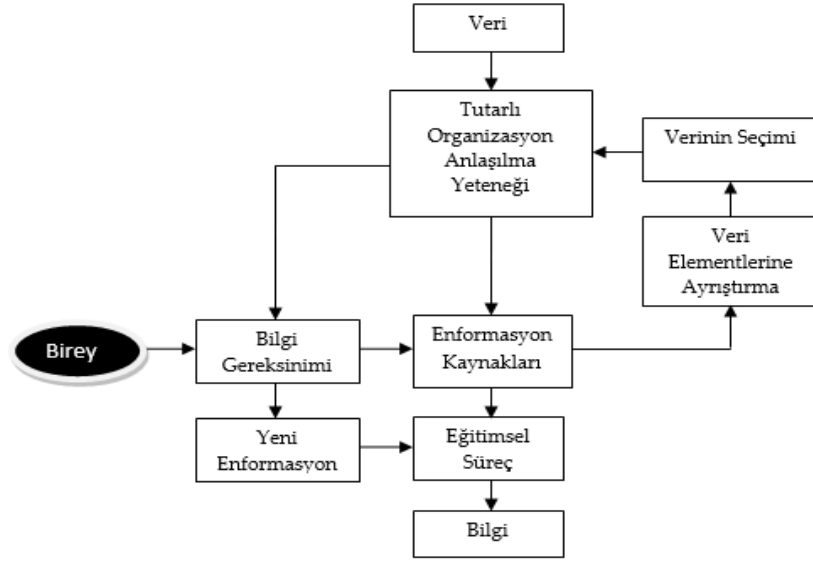 Veri
Tutarlı
Organizasyon
Anlaşılma
Yeteneği
Verinin Seçimi
Veri
Elementlerine
Ayrıştırma
Birey
Bilgi
Gereksinimi
Enformasyon
Kaynakları
Yeni
Enformasyon
Eğitimsel
Süreç
Bilgi